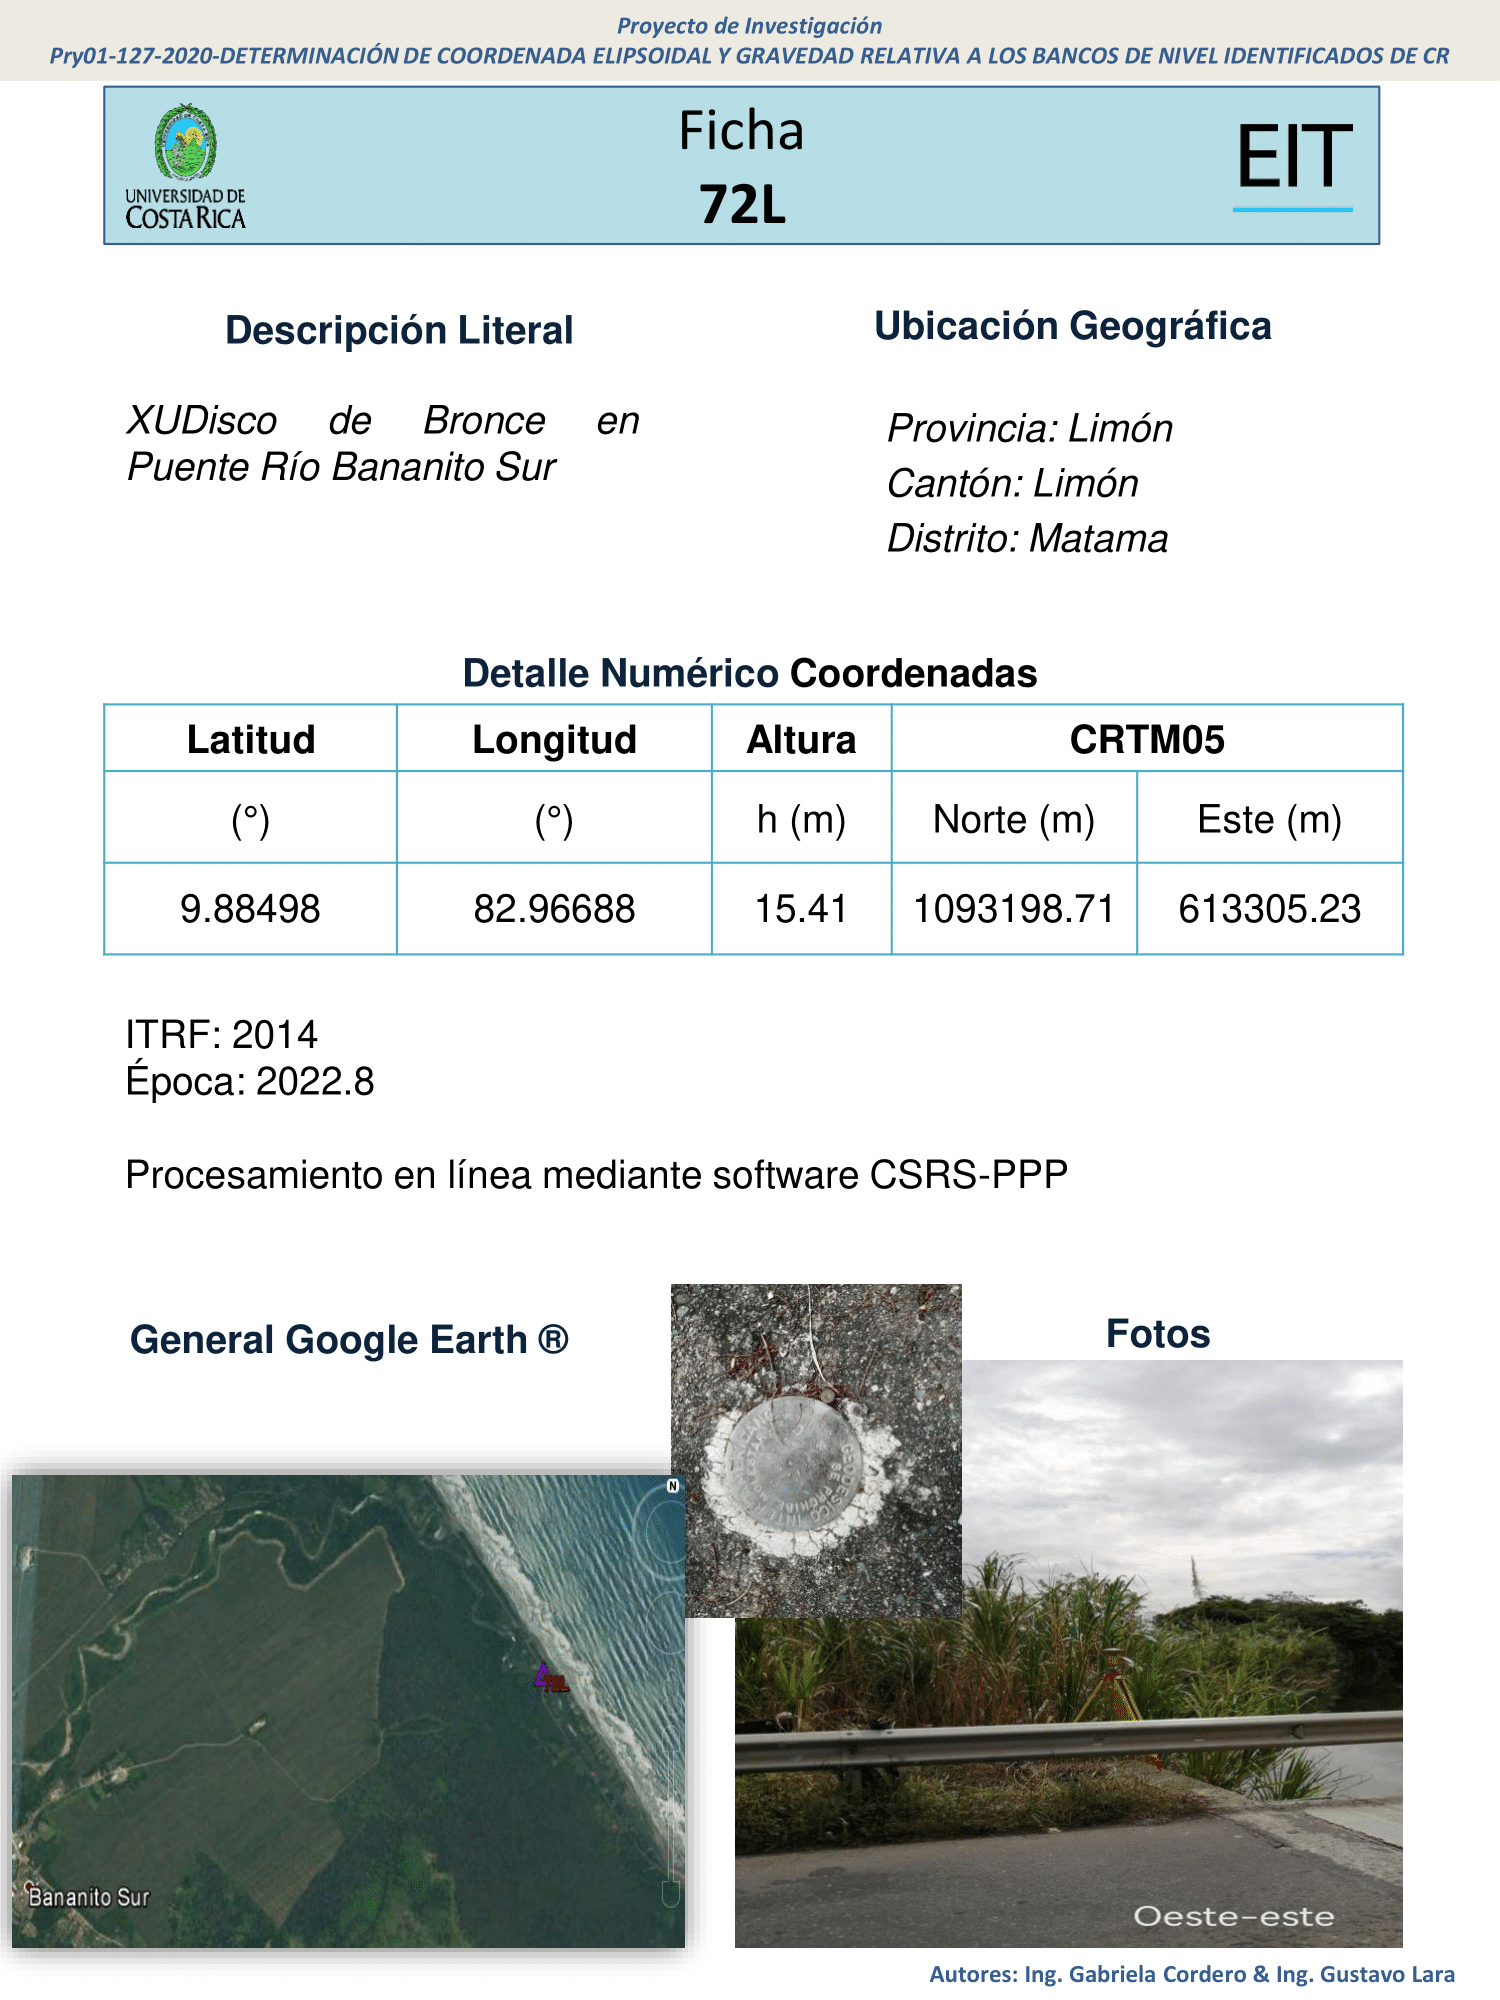 Proyecto de Investigación
Pry01-127-2020-DETERMINACIÓN DE COORDENADA ELIPSOIDAL Y GRAVEDAD RELATIVA A LOS BANCOS DE NIVEL IDENTIFICADOS DE CR
UNIVERSIDAD DE
COSTA RICA
Ficha
72L
EIT
Descripción Literal
XUDisco de Bronce en
Puente Río Bananito Sur
Ubicación Geográfica
Provincia: Limón
Cantón: Limón
Distrito: Matama
Detalle Numérico Coordenadas
Latitud Longitud Altura CRTM05
(°) (°) h (m) Norte (m) Este (m)
9.88498 82.96688 15.41 1093198.71 613305.23
ITRF: 2014
Época: 2022.8
Procesamiento en línea mediante software CSRS-PPP
General Google Earth ®
Fotos
N
72L
Bananito Sur
Oeste-este
Autores: Ing. Gabriela Cordero & Ing. Gustavo Lara